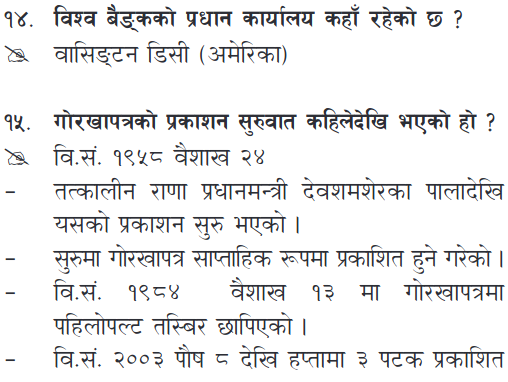 १४. विश्व बैङ्कको प्रधान कार्यालय कहाँ रहेको छ ?
वासिङ्टन डिसी (अमेरिका)
१५. गोरखापत्रको प्रकाशन सुरुवात कहिलेदेखि भएको हो ?
वि.सं. १९५८ वैशाख २४
– तत्कालीन राणा प्रधानमन्त्री देवशमशेरका पालादेखि
यसको प्रकाशन सुरु भएको ।
– सुरुमा गोरखापत्र साप्ताहिक रूपमा प्रकाशित हुने गरेको ।
– वि.सं. १९८४ वैशाख १३ मा गोरखापत्रमा
पहिलोपल्ट तस्बिर छापिएको ।
– वि.सं. २००३ पौष ८ देखि हप्तामा ३ पटक प्रकाशित